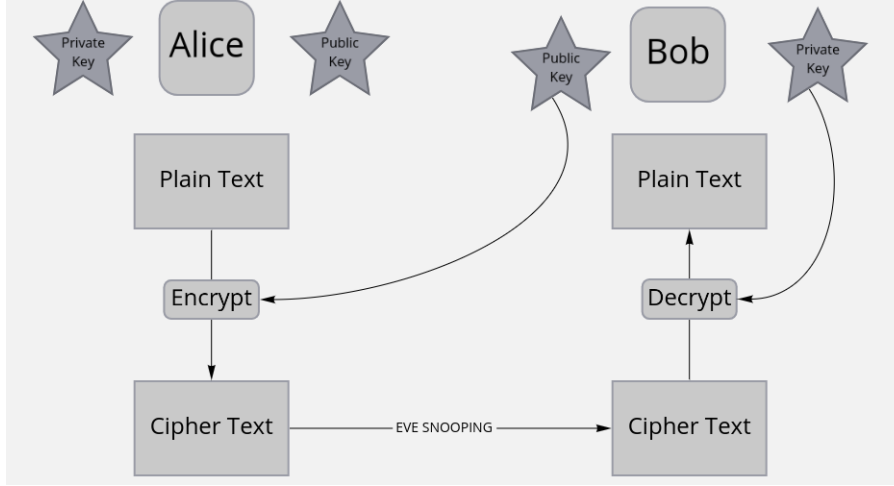 Private
Key
Alice
Public
Key
Public
Key
Bob
Private
Key
Plain Text
Plain Text
Encrypt
Decrypt
Cipher Text
EVE SNOOPING
Cipher Text